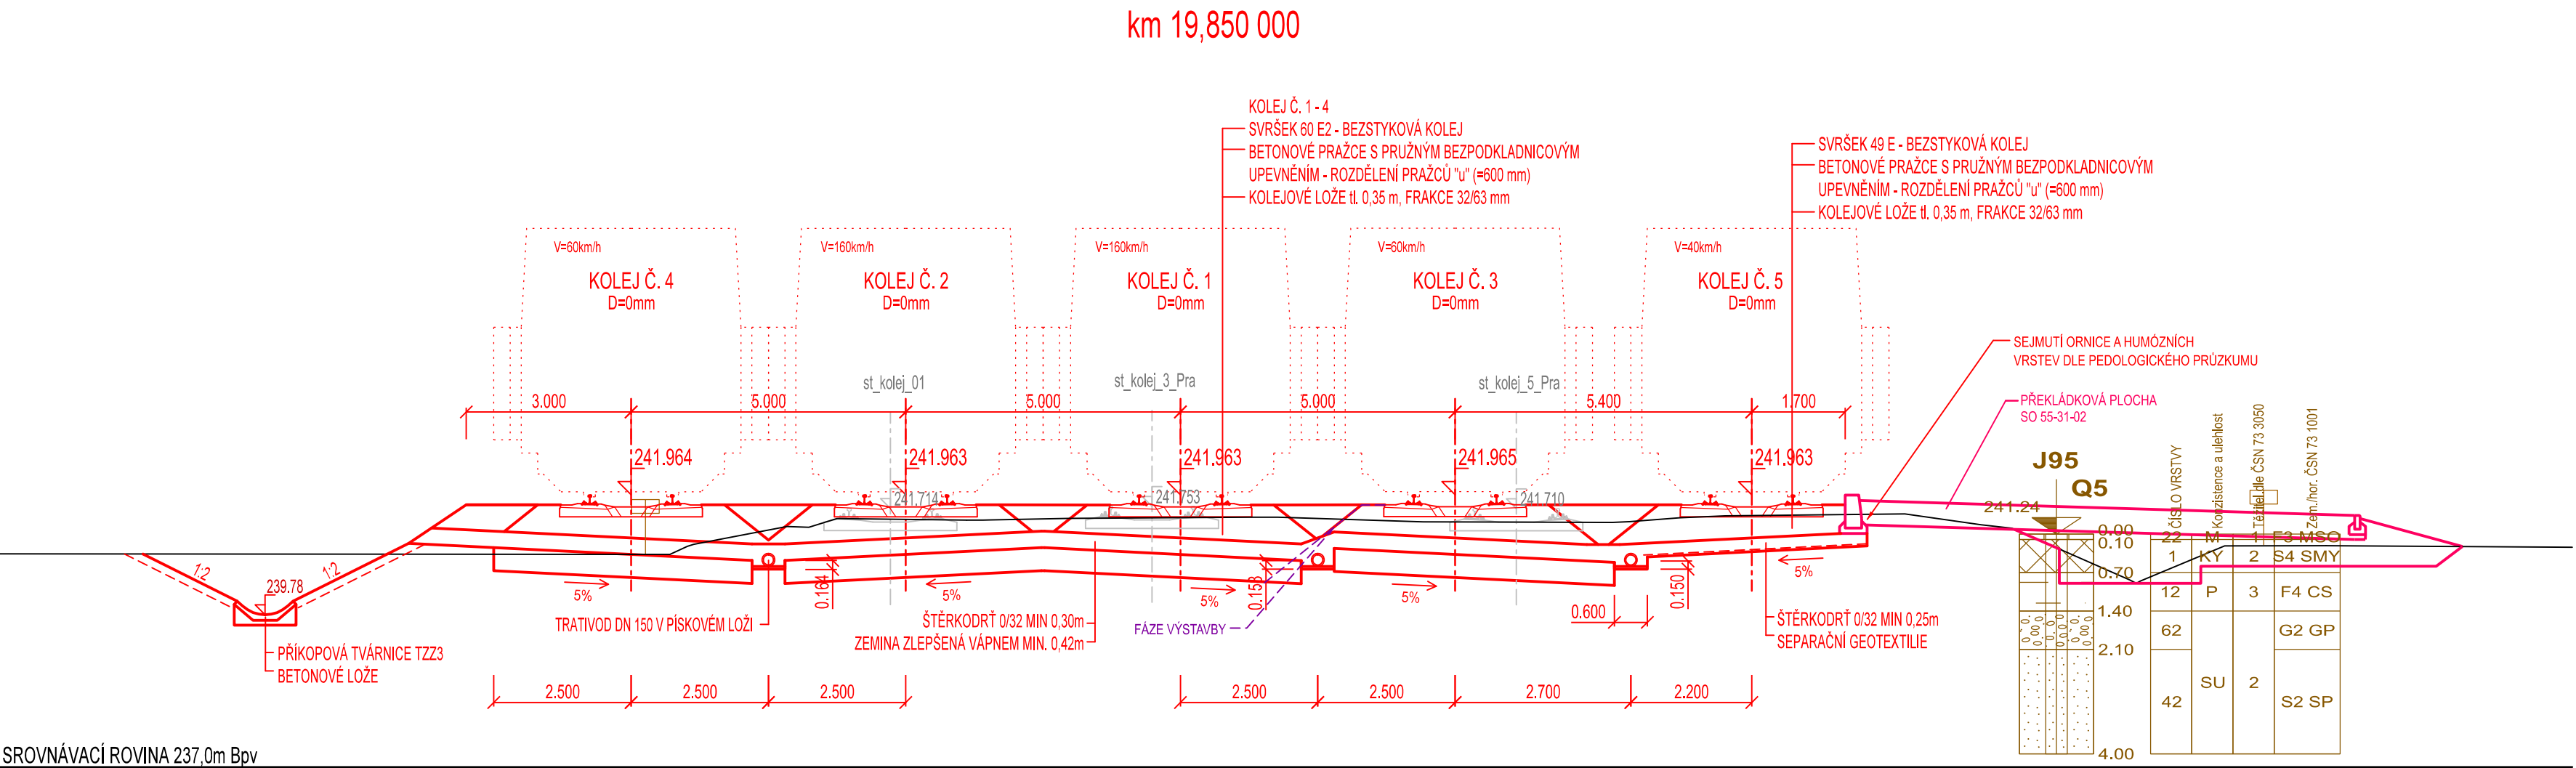 km 19,850 000
KOLEJ Č. 1 - 4
SVRŠEK 60 E2 - BEZSTYKOVÁ KOLEJ
BETONOVÉ PRAŽCE S PRUŽNÝM BEZPODKLADNICOVÝM
UPEVNĚNÍM - ROZDĚLENÍ PRAŽCŮ "u" (=600 mm)
KOLEJOVÉ LOŽE tl. 0,35 m, FRAKCE 32/63 mm
SVRŠEK 49 E - BEZSTYKOVÁ KOLEJ
BETONOVÉ PRAŽCE S PRUŽNÝM BEZPODKLADNICOVÝM
UPEVNĚNÍM - ROZDĚLENÍ PRAŽCŮ "u" (=600 mm)
KOLEJOVÉ LOŽE tl. 0,35 m, FRAKCE 32/63 mm
V=60km/h
KOLEJ Č. 4
D=0mm
V=160km/h
KOLEJ Č. 2
D=0mm
V=160km/h
KOLEJ Č. 1
D=0mm
V=60km/h
KOLEJ Č. 3
D=0mm
V=40km/h
KOLEJ Č. 5
D=0mm
st_kolej_01
st_kolej_3_Pra
st_kolej_5_Pra
SEJMUTÍ ORNICE A HUMÓZNÍCH
VRSTEV DLE PEDOLOGICKÉHO PRŮZKUMU
PŘEKLÁDKOVÁ PLOCHA
SO 55-31-02
3.000
5.000
5.000
5.000
5.400
1.700
241.964
241.963
241.963
241.965
241.963
241.714
241.753
241.710
J95
Q5
241.24
ČÍSLO VRSTVY
Konzistence a ulehlost
Těžitel.dle ČSN 73 3050
Zem./hor. ČSN 73 1001
0.00
22 M 1 F3 MSO
0.10
1 KY 2 S4 SMY
0.70
12 P 3 F4 CS
1.40
62 G2 GP
2.10
SU 2
42 S2 SP
4.00
1:2
1:2
239.78
5%
5%
5%
5%
5%
0.164
0.158
0.150
0.600
PŘÍKOPOVÁ TVÁRNICE TZZ3
BETONOVÉ LOŽE
TRATIVOD DN 150 V PÍSKOVÉM LOŽI
ŠTĚRKODRŤ 0/32 MIN 0,30m
ZEMINA ZLEPŠENÁ VÁPNEM MIN. 0,42m
FÁZE VÝSTAVBY
ŠTĚRKODRŤ 0/32 MIN 0,25m
SEPARAČNÍ GEOTEXTILIE
2.500
2.500
2.500
2.500
2.500
2.700
2.200
SROVNÁVACÍ ROVINA 237,0m Bpv